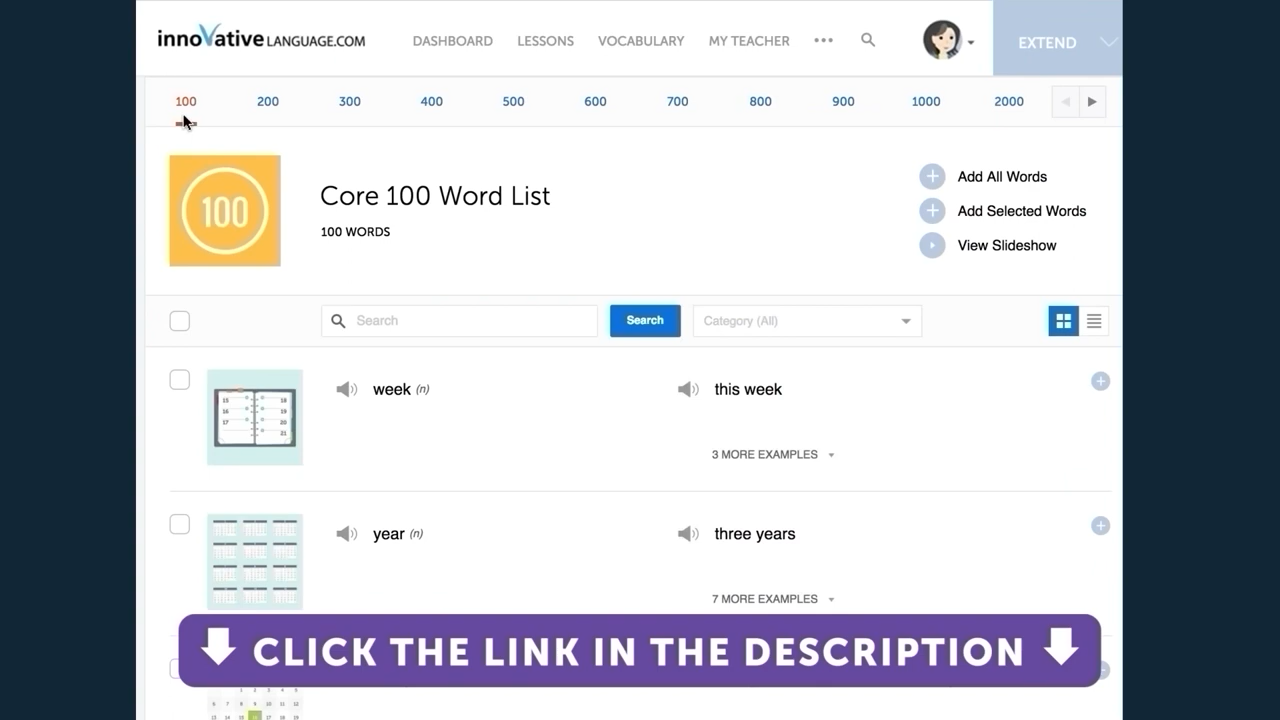 innoVative LANGUAGE.COM
DASHBOARD LESSONS VOCABULARY MY TEACHER ••• EXTEND
100 200 300 400 500 600 700 800 900 1000 2000
100
Core 100 Word List
100 WORDS
Add All Words
Add Selected Words
View Slideshow
Search Search Category (All)
week (n) this week
3 MORE EXAMPLES
year (n) three years
7 MORE EXAMPLES
CLICK THE LINK IN THE DESCRIPTION